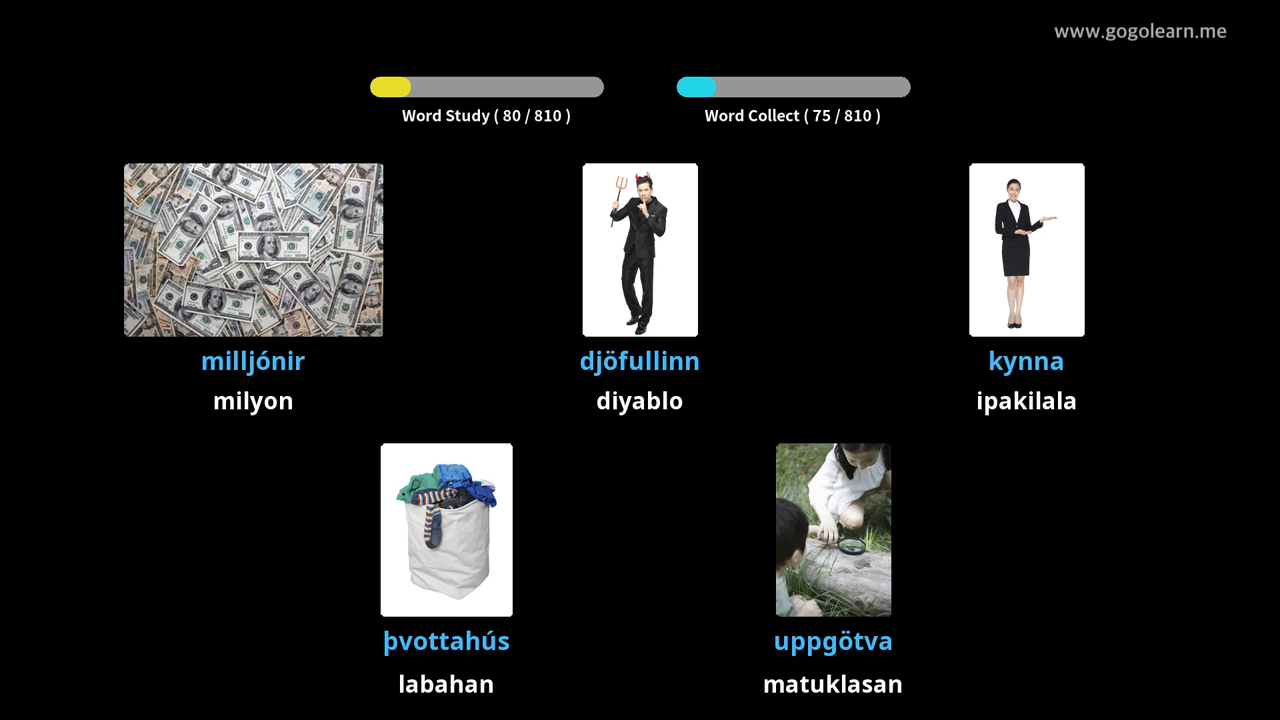 www.gogolearn.me
Word Study ( 80 / 810 )
Word Collect ( 75 / 810 )
milljónir
milyon
djöfullinn
diyablo
kynna
ipakilala
þvottahús
labahan
uppgötva
matuklasan